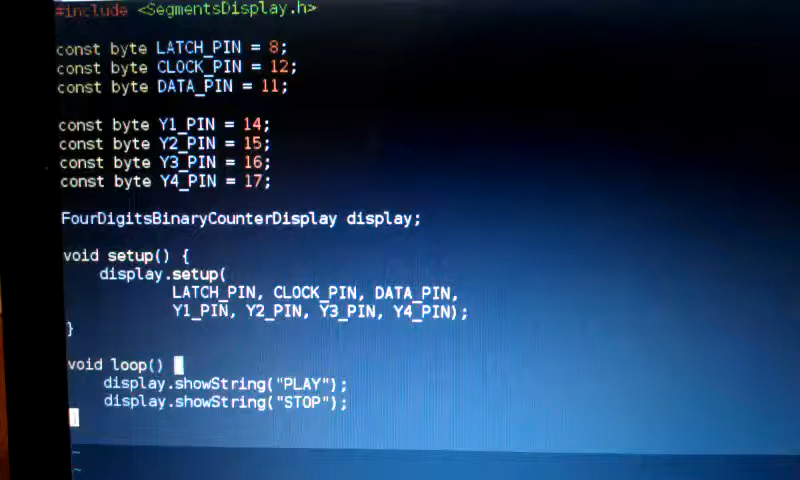 #include <SegmentsDisplay.h>
const byte LATCH_PIN = 8;
const byte CLOCK_PIN = 12;
const byte DATA_PIN = 11;
const byte Y1_PIN = 14;
const byte Y2_PIN = 15;
const byte Y3_PIN = 16;
const byte Y4_PIN = 17;
FourDigitsBinaryCounterDisplay display;
void setup() {
display.setup(
LATCH_PIN, CLOCK_PIN, DATA_PIN,
Y1_PIN, Y2_PIN, Y3_PIN, Y4_PIN);
}
void loop()
display.showString("PLAY");
display.showString("STOP");
~
~